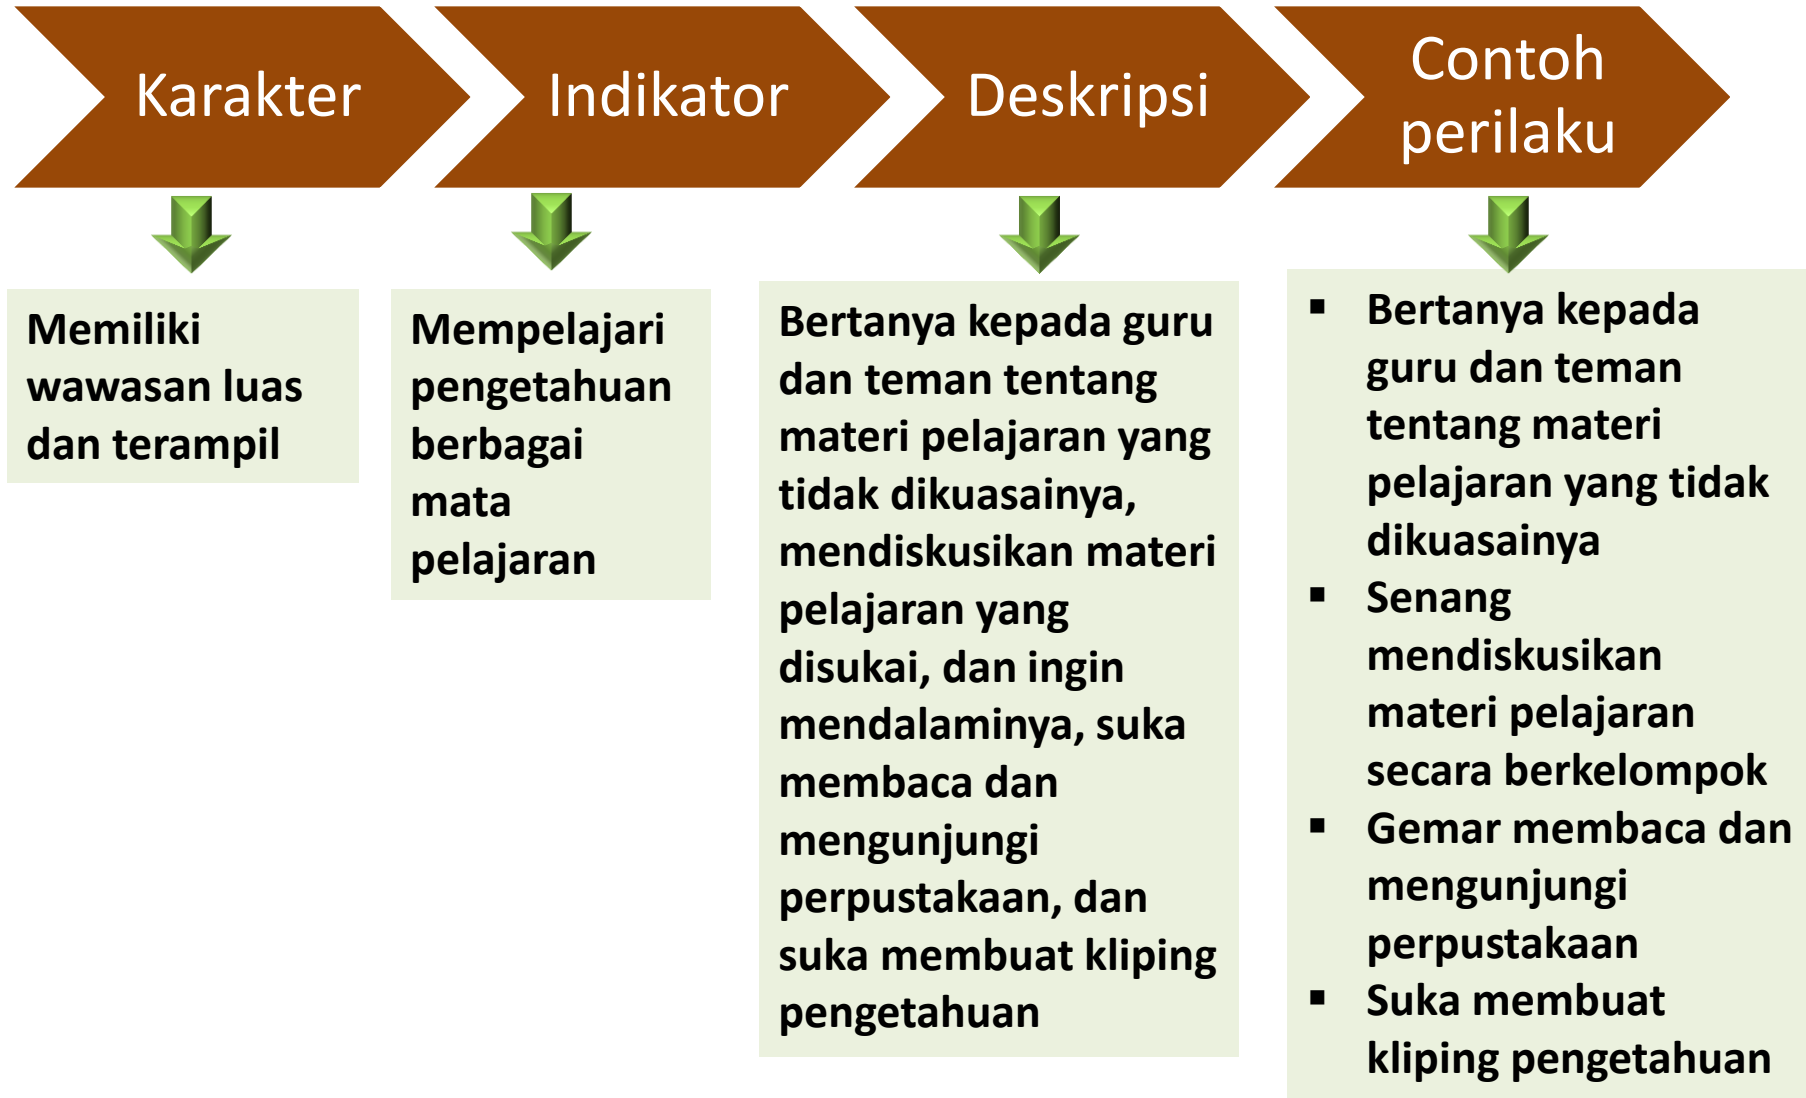 Karakter
Indikator
Deskripsi
Contoh
perilaku
Memiliki
wawasan luas
dan terampil
Mempelajari
pengetahuan
berbagai
mata
pelajaran
Bertanya kepada guru
dan teman tentang
materi pelajaran yang
tidak dikuasainya,
mendiskusikan materi
pelajaran yang
disukai, dan ingin
mendalaminya, suka
membaca dan
mengunjungi
perpustakaan, dan
suka membuat kliping
pengetahuan
▪ Bertanya kepada
guru dan teman
tentang materi
pelajaran yang tidak
dikuasainya
▪ Senang
mendiskusikan
materi pelajaran
secara berkelompok
▪ Gemar membaca dan
mengunjungi
perpustakaan
▪ Suka membuat
kliping pengetahuan